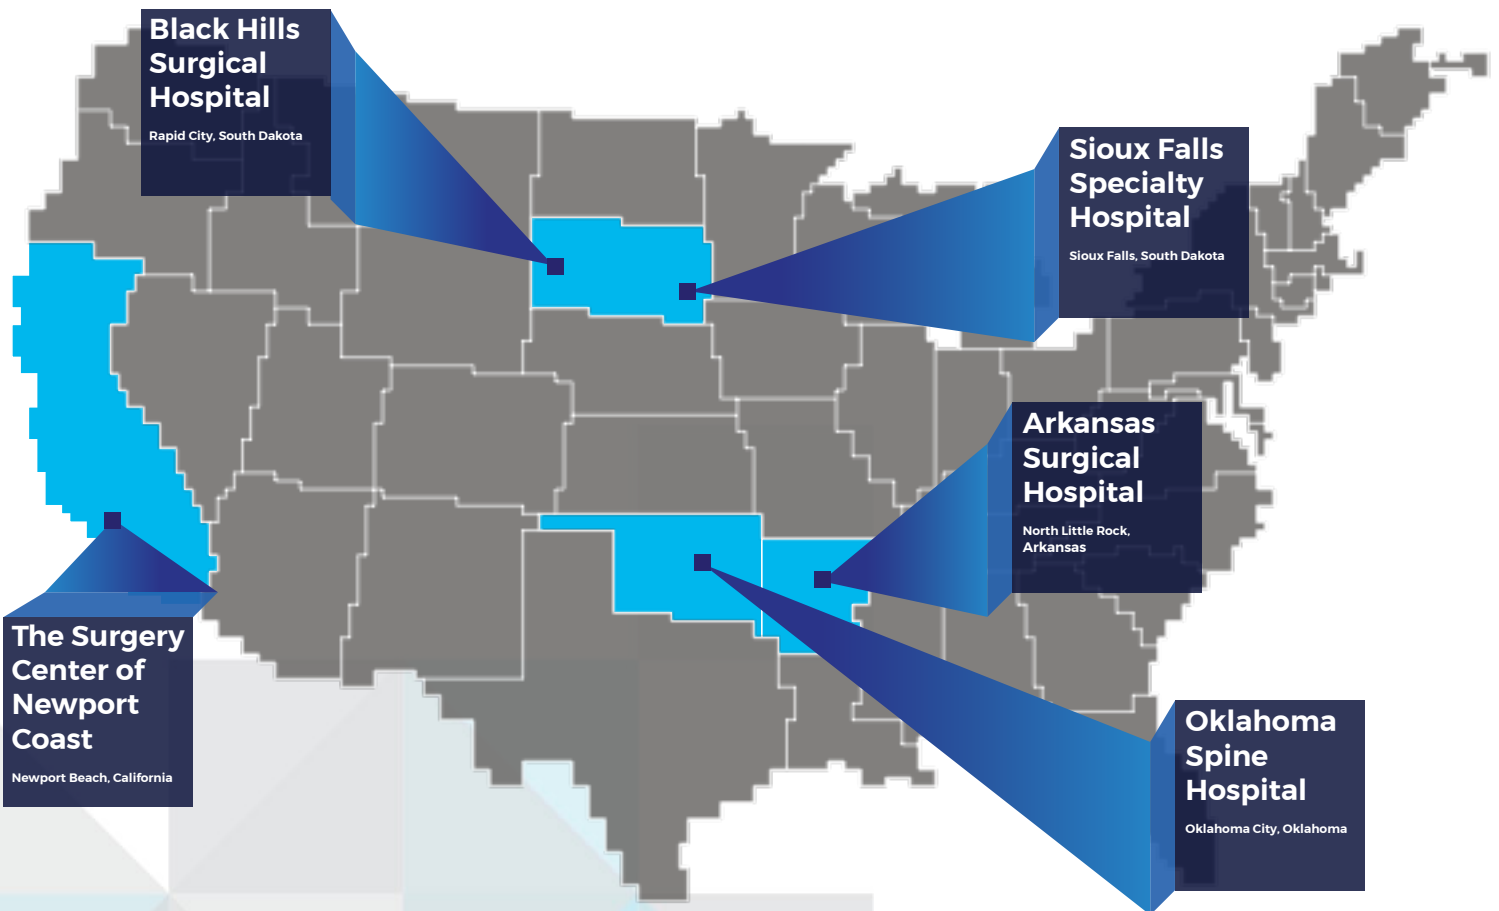 Black Hills
Surgical
Hospital
Rapid City, South Dakota
Sioux Falls
Specialty
Hospital
Sioux Falls, South Dakota
Arkansas
Surgical
Hospital
North Little Rock,
Arkansas
The Surgery
Center of
Newport
Coast
Newport Beach, California
Oklahoma
Spine
Hospital
Oklahoma City, Oklahoma